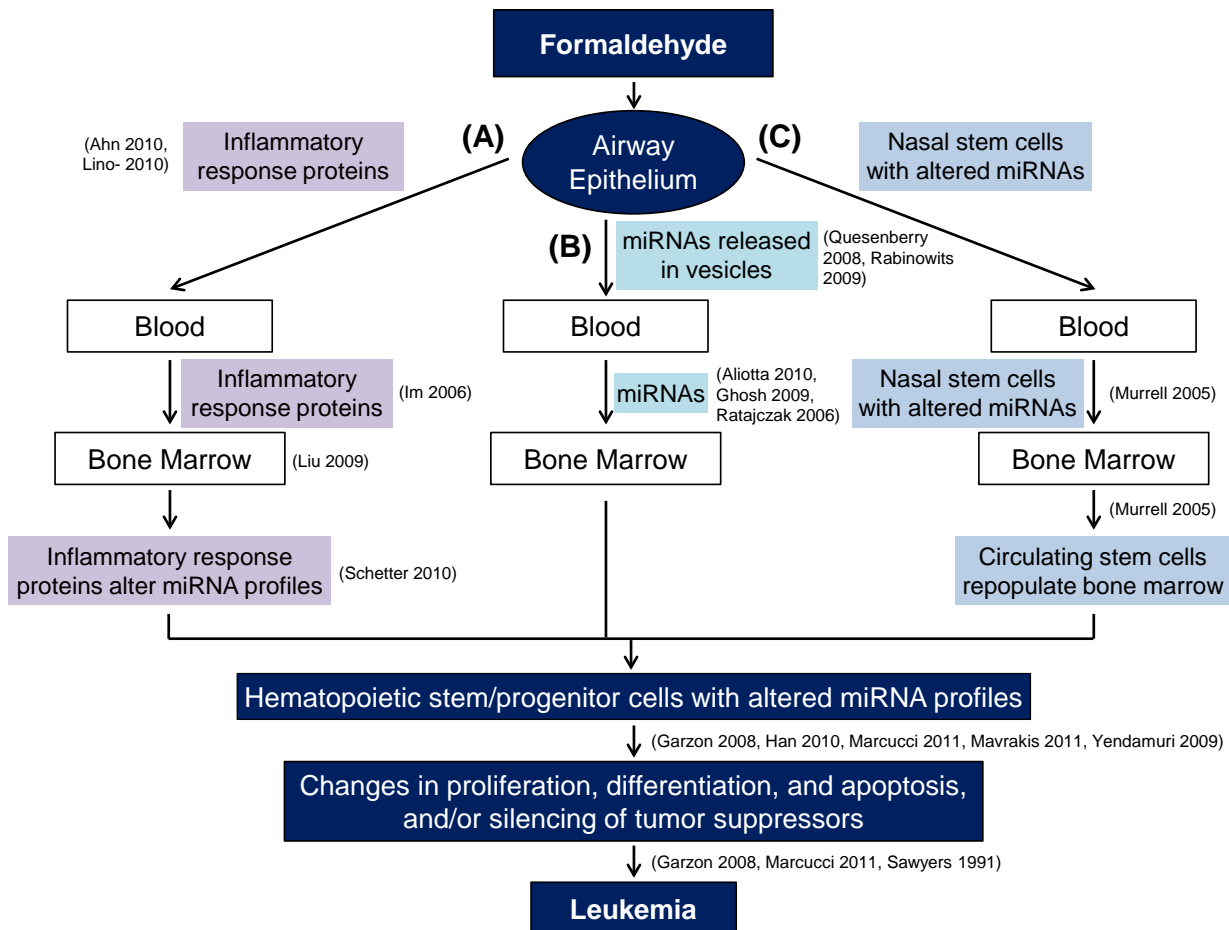 Formaldehyde
(Ahn 2010,
Lino- 2010)
Inflammatory
response proteins
(A)
Airway
Epithelium
(C)
Nasal stem cells
with altered miRNAs
(B)
miRNAs released
in vesicles
(Quesenberry
2008, Rabinowits
2009)
Blood
Blood
Blood
Inflammatory
response proteins
(Im 2006)
miRNAs
(Aliotta 2010,
Ghosh 2009,
Ratajczak 2006)
Nasal stem cells
with altered miRNAs
(Murrell 2005)
Bone Marrow
(Liu 2009)
Bone Marrow
Bone Marrow
(Murrell 2005)
Inflammatory response
proteins alter miRNA profiles
(Schetter 2010)
Circulating stem cells
repopulate bone marrow
Hematopoietic stem/progenitor cells with altered miRNA profiles
(Garzon 2008, Han 2010, Marcucci 2011, Mavrakis 2011, Yendamuri 2009)
Changes in proliferation, differentiation, and apoptosis,
and/or silencing of tumor suppressors
(Garzon 2008, Marcucci 2011, Sawyers 1991)
Leukemia